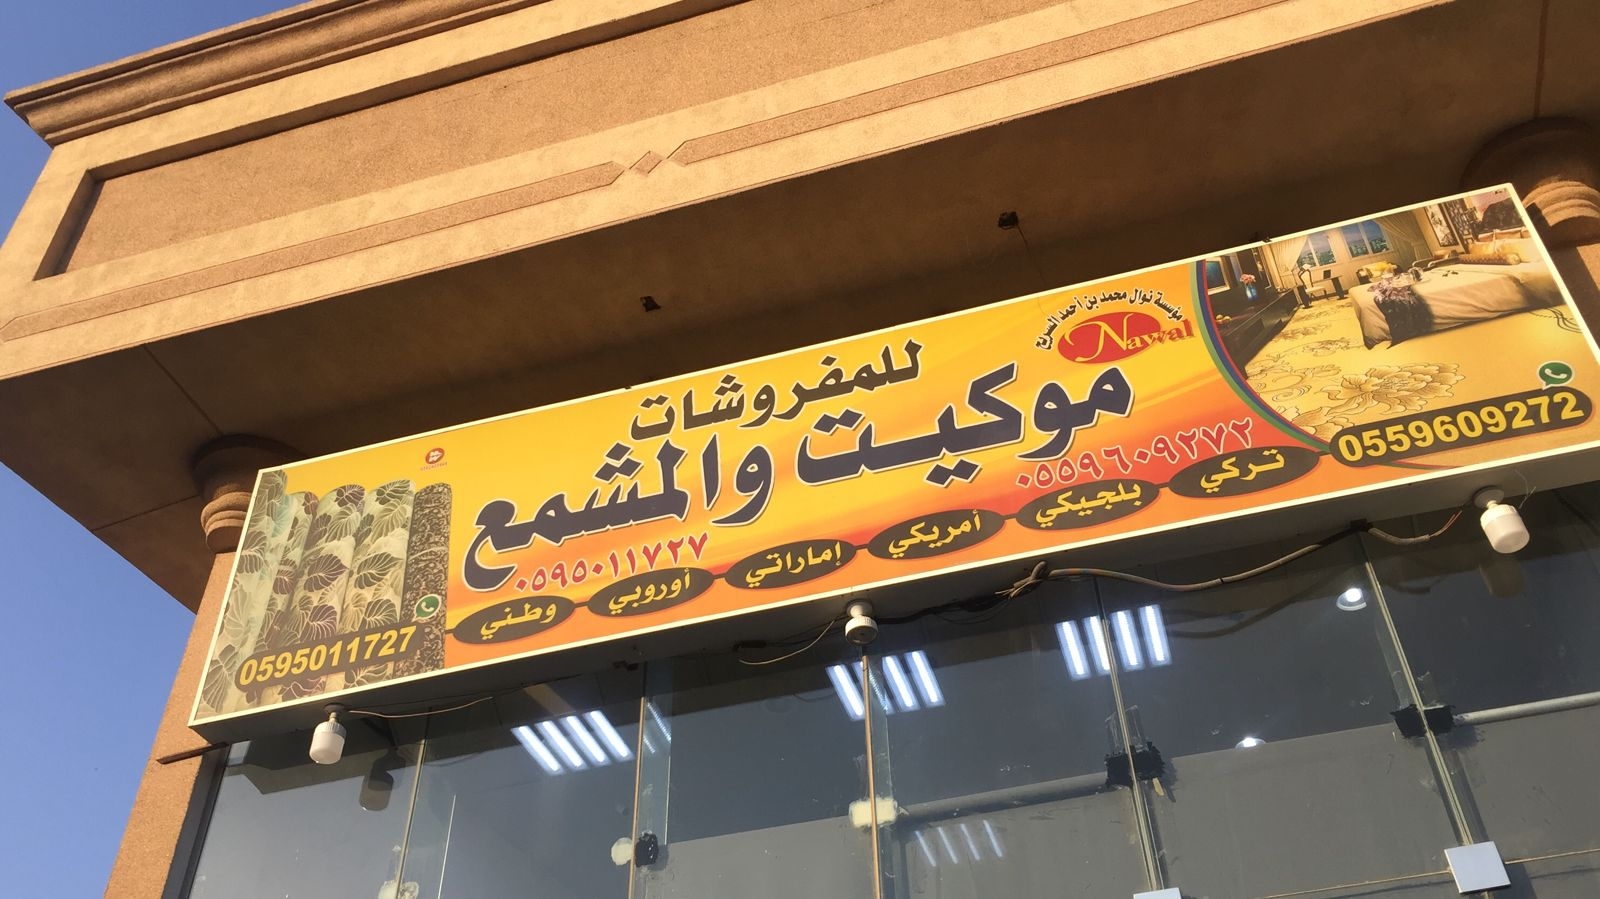 مؤسسة نوال محمد بن أحمد السريع
Nawal
للمفروشات
موكيت والمشمع
٠٥٥٩٦٠٩٢٧٢
٠٥٩٥٠١١٧٢٧
تركي
بلجيكي
أمريكي
إماراتي
أوروبي
وطني
0559609272
0595011727